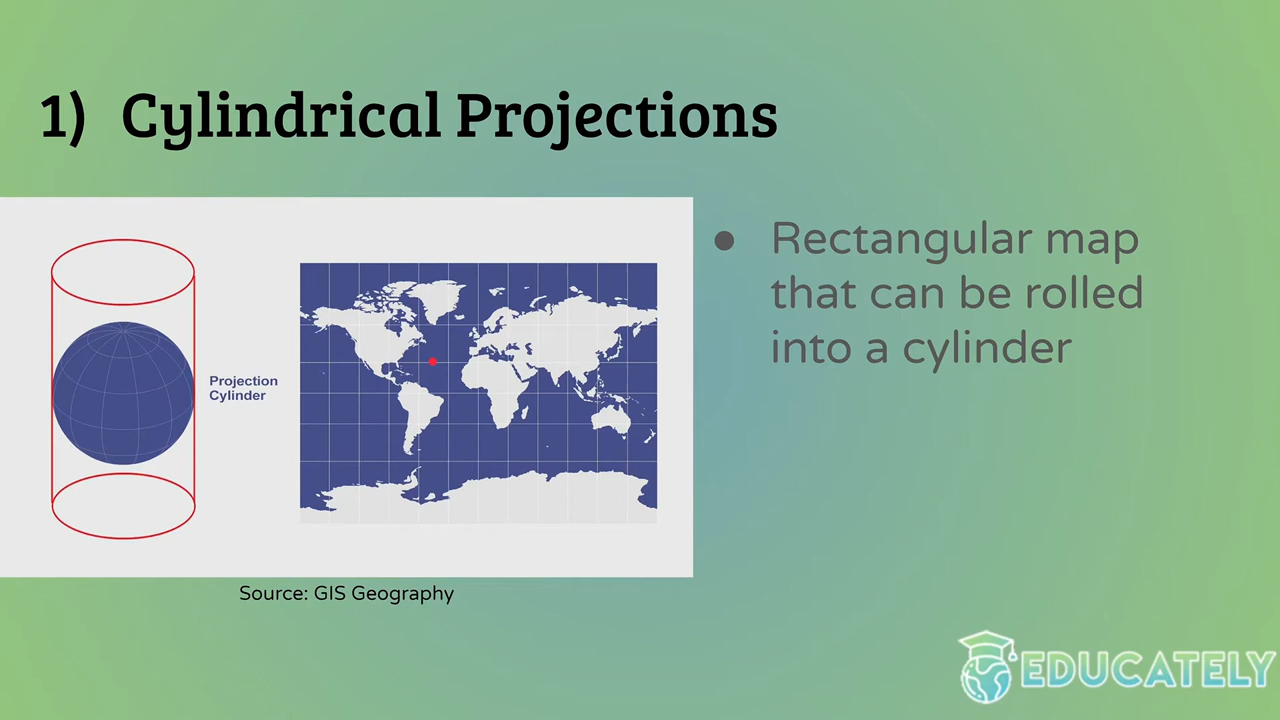 1) Cylindrical Projections
Projection
Cylinder
● Rectangular map
that can be rolled
into a cylinder
Source: GIS Geography
EDUCATELY